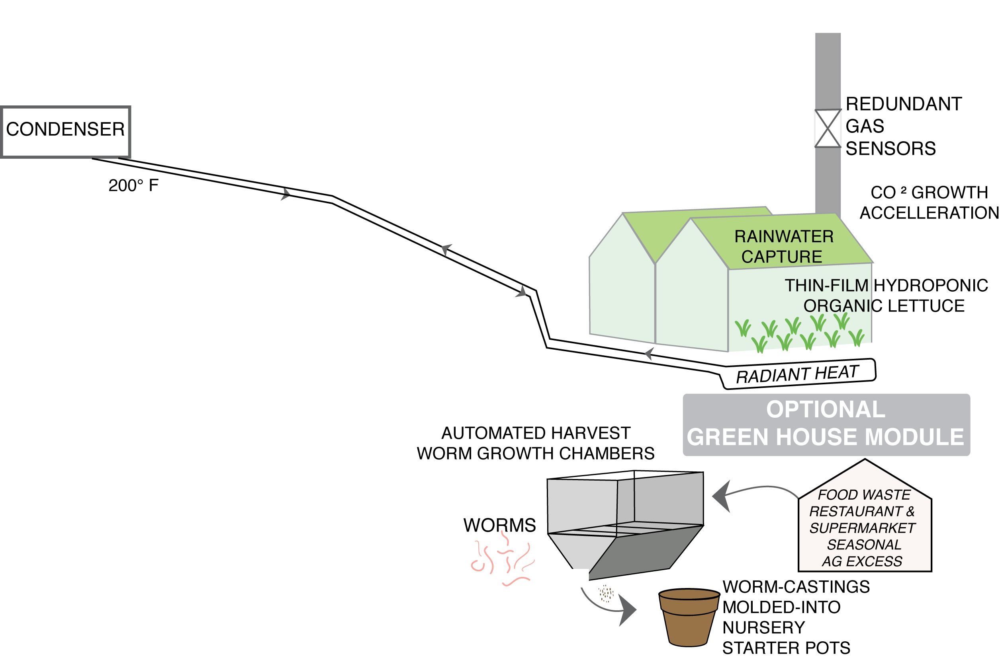 REDUNDANT
GAS
SENSORS
CONDENSER
200° F
CO ² GROWTH
ACCELLERATION
RAINWATER
CAPTURE
THIN-FILM HYDROPONIC
ORGANIC LETTUCE
RADIANT HEAT
OPTIONAL
GREEN HOUSE MODULE
AUTOMATED HARVEST
WORM GROWTH CHAMBERS
FOOD WASTE
RESTAURANT &
SUPERMARKET
SEASONAL
AG EXCESS
WORMS
WORM-CASTINGS
MOLDED-INTO
NURSERY
STARTER POTS